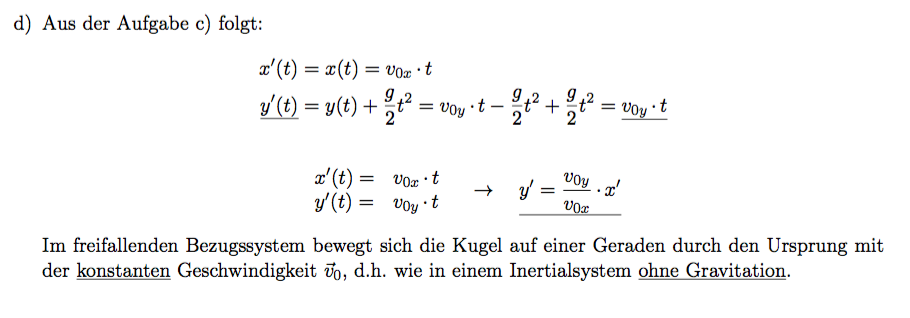 d) Aus der Aufgabe c) folgt:
x′(t) = x(t) = v₀ₓ · t
y′(t) = y(t) + g/2 t² = v₀y · t − g/2 t² + g/2 t² = v₀y · t
x′(t) = v₀ₓ · t
y′(t) = v₀y · t → y′ = v₀y/v₀ₓ · x′
Im freifallenden Bezugssystem bewegt sich die Kugel auf einer Geraden durch den Ursprung mit
der konstanten Geschwindigkeit v⃗₀, d.h. wie in einem Inertialsystem ohne Gravitation.